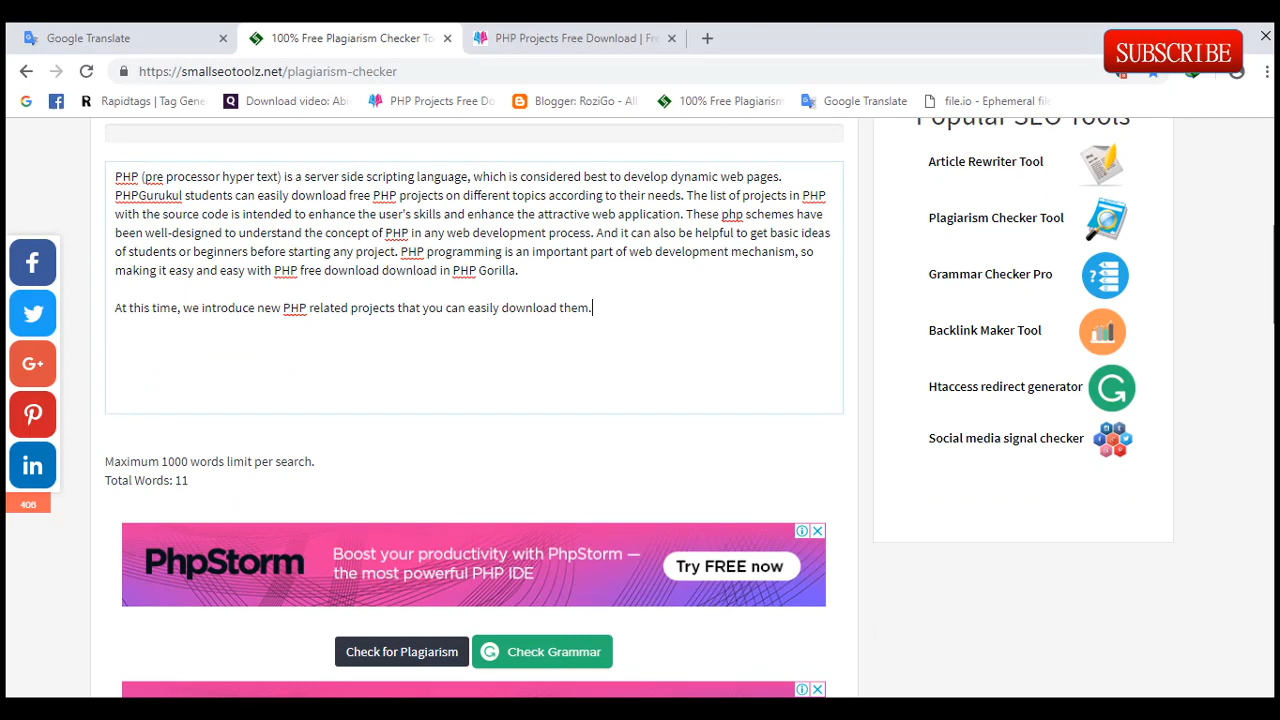 Google Translate
100% Free Plagiarism Checker To
PHP Projects Free Download | Fre
SUBSCRIBE
https://smallseotoolz.net/plagiarism-checker
Rapidtags | Tag Gene
Download video: Abi
PHP Projects Free Do
Blogger: RoziGo - All
100% Free Plagiarism
Google Translate
file.io - Ephemeral fil
Popular SEO Tools
PHP (pre processor hyper text) is a server side scripting language, which is considered best to develop dynamic web pages.
PHPGurukul students can easily download free PHP projects on different topics according to their needs. The list of projects in PHP
with the source code is intended to enhance the user's skills and enhance the attractive web application. These php schemes have
been well-designed to understand the concept of PHP in any web development process. And it can also be helpful to get basic ideas
of students or beginners before starting any project. PHP programming is an important part of web development mechanism, so
making it easy and easy with PHP free download download in PHP Gorilla.
At this time, we introduce new PHP related projects that you can easily download them.
Article Rewriter Tool
Plagiarism Checker Tool
Grammar Checker Pro
Backlink Maker Tool
Htaccess redirect generator
Social media signal checker
406
Maximum 1000 words limit per search.
Total Words: 11
PhpStorm
Boost your productivity with PhpStorm —
the most powerful PHP IDE
Try FREE now
Check for Plagiarism
Check Grammar